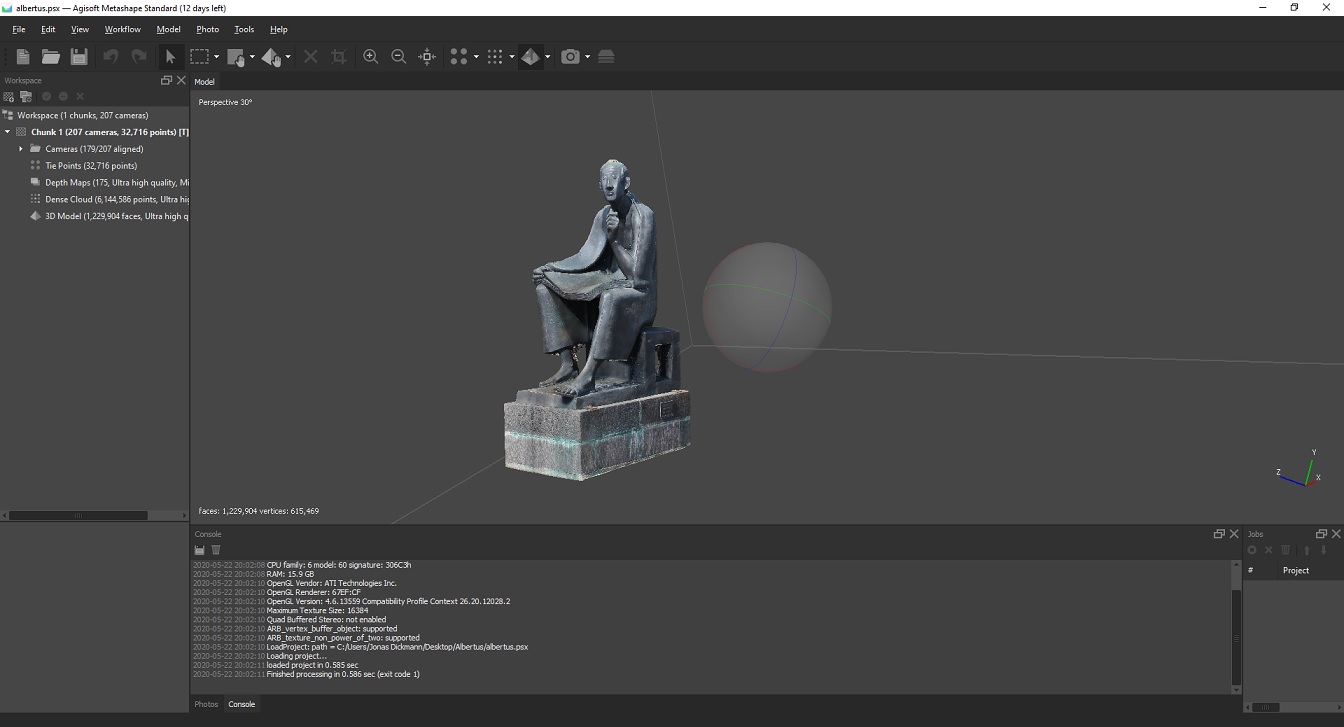 albertus.psx — Agisoft Metashape Standard (12 days left)
File Edit View Workflow Model Photo Tools Help
Workspace
Model
Workspace (1 chunks, 207 cameras)
Chunk 1 (207 cameras, 32,716 points) [T]
Cameras (179/207 aligned)
Tie Points (32,716 points)
Depth Maps (175, Ultra high quality, Mi
Dense Cloud (6,144,586 points, Ultra hig
3D Model (1,229,904 faces, Ultra high q
Perspective 30°
Y
Z
X
faces: 1,229,904 vertices: 615,469
Console
2020-05-22 20:02:08 CPU family: 6 model: 60 signature: 306C3h
2020-05-22 20:02:08 RAM: 15.9 GB
2020-05-22 20:02:10 OpenGL Vendor: ATI Technologies Inc.
2020-05-22 20:02:10 OpenGL Renderer: 67EF:CF
2020-05-22 20:02:10 OpenGL Version: 4.6.13559 Compatibility Profile Context 26.20.12028.2
2020-05-22 20:02:10 Maximum Texture Size: 16384
2020-05-22 20:02:10 Quad Buffered Stereo: not enabled
2020-05-22 20:02:10 ARB_vertex_buffer_object: supported
2020-05-22 20:02:10 ARB_texture_non_power_of_two: supported
2020-05-22 20:02:10 LoadProject: path = C:/Users/Jonas Dickmann/Desktop/Albertus/albertus.psx
2020-05-22 20:02:10 Loading project...
2020-05-22 20:02:11 loaded project in 0.585 sec
2020-05-22 20:02:11 Finished processing in 0.586 sec (exit code 1)
Photos Console
Jobs
# Project